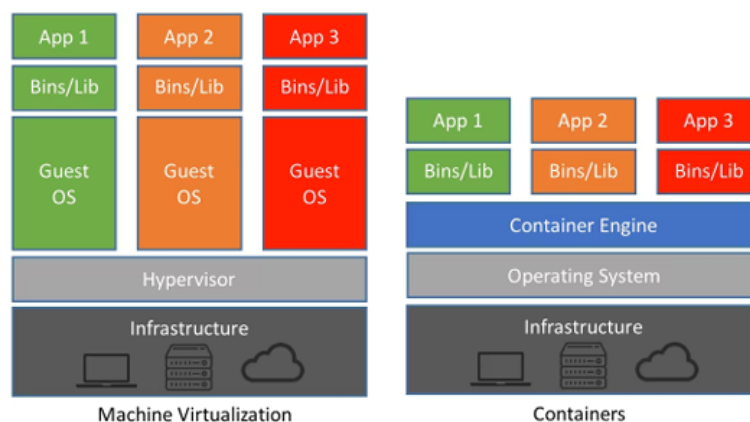 App 1
App 2
App 3
Bins/Lib
Bins/Lib
Bins/Lib
Guest
OS
Guest
OS
Guest
OS
Hypervisor
Infrastructure
Machine Virtualization
App 1
App 2
App 3
Bins/Lib
Bins/Lib
Bins/Lib
Container Engine
Operating System
Infrastructure
Containers